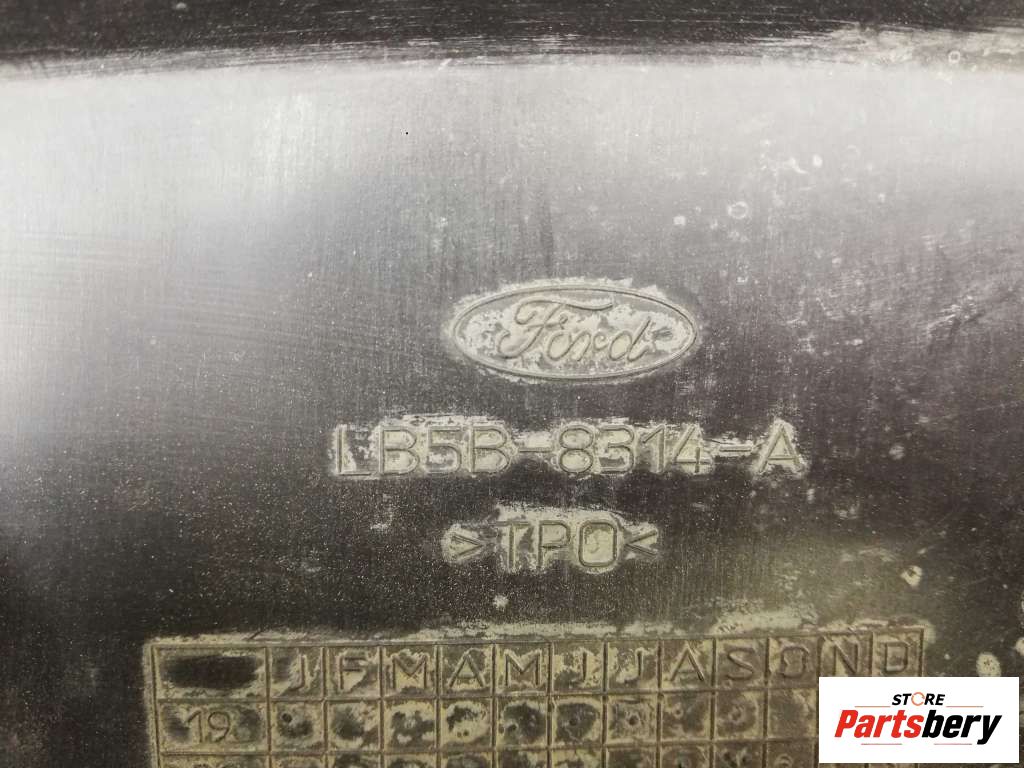 Ford
LB5B-8314-A
>TPO<
J F M A M J J A S O N D
19
STORE
Partsbery